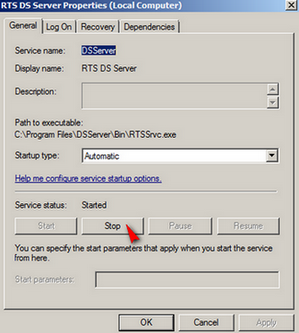 RTS DS Server Properties (Local Computer)
General Log On Recovery Dependencies
Service name: DSServer
Display name: RTS DS Server
Description:
Path to executable:
C:\Program Files\DSServer\Bin\RTSSrvc.exe
Startup type: Automatic
Help me configure service startup options.
Service status: Started
Start Stop Pause Resume
You can specify the start parameters that apply when you start the service
from here.
Start parameters:
OK Cancel Apply